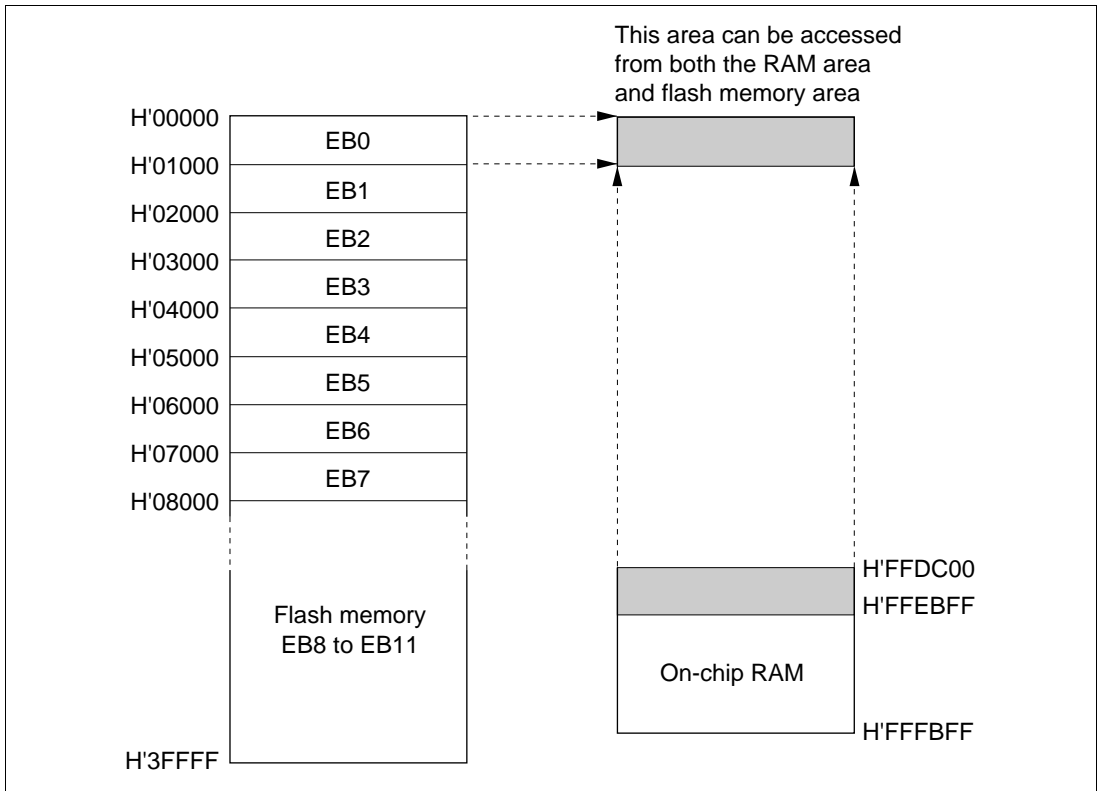 This area can be accessed
from both the RAM area
and flash memory area
H'00000
EB0
H'01000
EB1
H'02000
EB2
H'03000
EB3
H'04000
EB4
H'05000
EB5
H'06000
EB6
H'07000
EB7
H'08000
Flash memory
EB8 to EB11
H'3FFFF
H'FFDC00
H'FFEBFF
On-chip RAM
H'FFFBFF